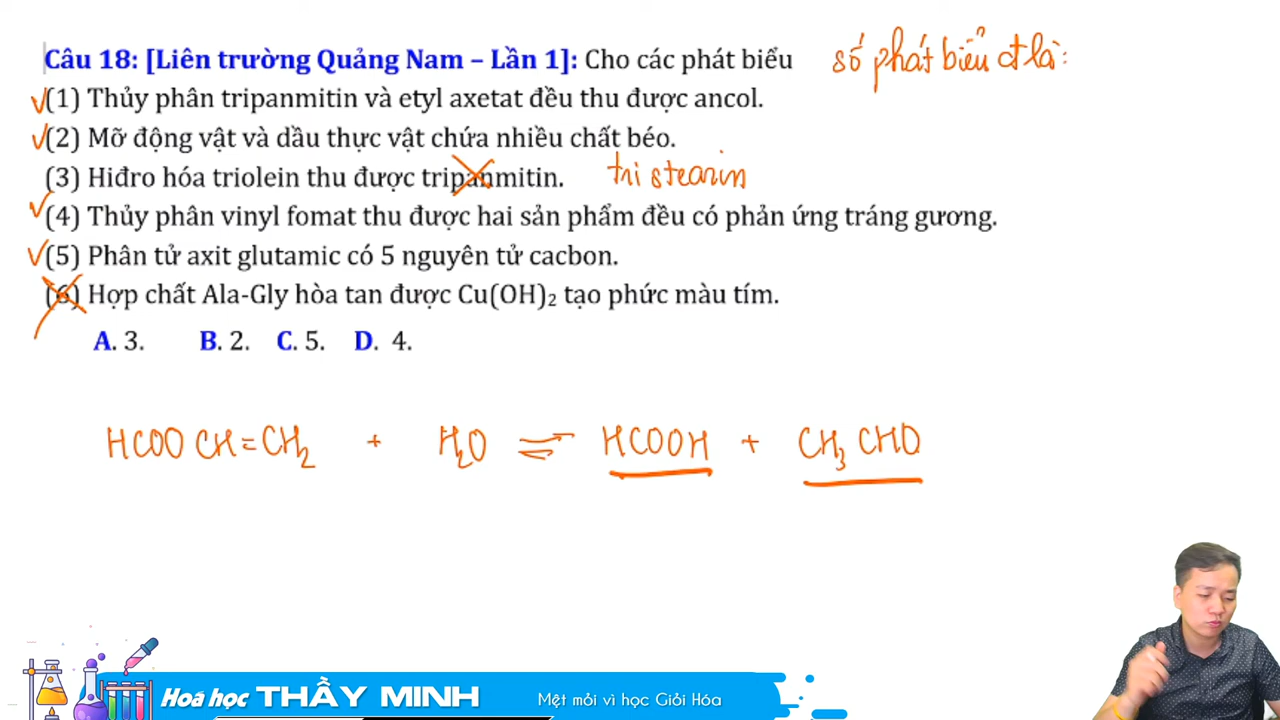 Câu 18: [Liên trường Quảng Nam – Lần 1]: Cho các phát biểu số phát biểu đ là:
(1) Thủy phân tripanmitin và etyl axetat đều thu được ancol.
(2) Mỡ động vật và dầu thực vật chứa nhiều chất béo.
(3) Hiđro hóa triolein thu được tripanmitin. tri stearin
(4) Thủy phân vinyl fomat thu được hai sản phẩm đều có phản ứng tráng gương.
(5) Phân tử axit glutamic có 5 nguyên tử cacbon.
(6) Hợp chất Ala-Gly hòa tan được Cu(OH)₂ tạo phức màu tím.
A. 3. B. 2. C. 5. D. 4.
HCOO CH=CH₂ + H₂O ⇌ HCOOH + CH₃CHO
Hoá học THẦY MINH Mệt mỏi vì học Giỏi Hóa